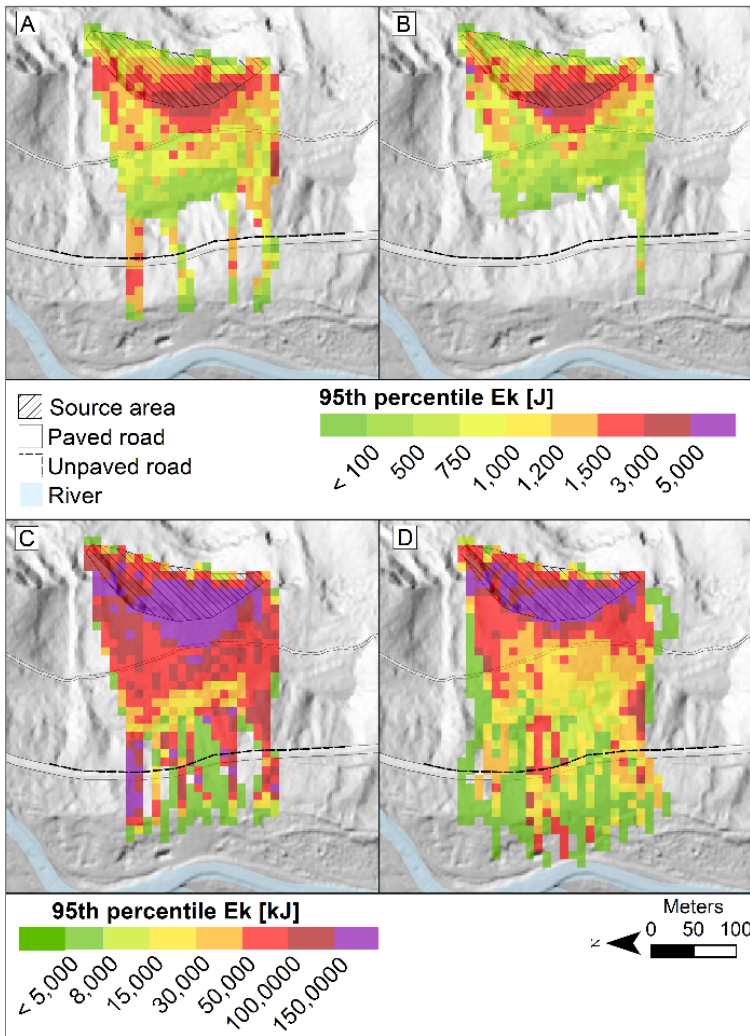 A
B
Source area
Paved road
Unpaved road
River
95th percentile Ek [J]
< 100
500
750
1,000
1,200
1,500
3,000
5,000
C
D
95th percentile Ek [kJ]
< 5,000
8,000
15,000
30,000
50,000
100,0000
150,0000
Meters
0 50 100
N